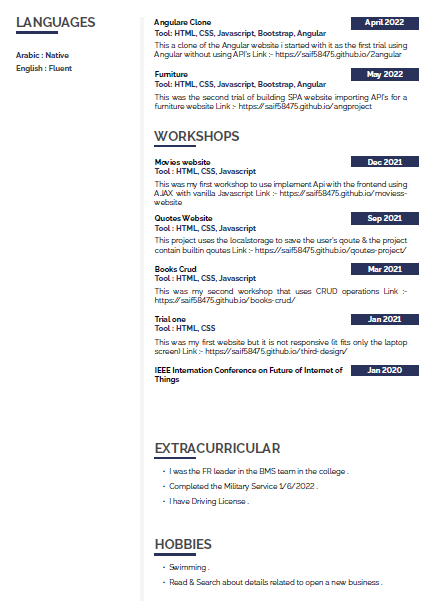 LANGUAGES
Arabic : Native
English : Fluent
Angulare Clone
April 2022
Tool: HTML, CSS, Javascript, Bootstrap, Angular
This a clone of the Angular website i started with it as the first trial using
Angular without using API's Link :- https://saif58475.github.io/2angular
Furniture
May 2022
Tool: HTML, CSS, Javascript, Bootstrap, Angular
This was the second trial of building SPA website importing API's for a
furniture website Link :- https://saif58475.github.io/angproject
WORKSHOPS
Movies website
Dec 2021
Tool : HTML, CSS, Javascript
This was my first workshop to use implement Api with the frontend using
AJAX with vanilla Javascript Link :- https://saif58475.github.io/moviess-
website
Quotes Website
Sep 2021
Tool : HTML, CSS, Javascript
This project uses the localstorage to save the user's qoute & the project
contain builtin qoutes Link :- https://saif58475.github.io/qoutes-project/
Books Crud
Mar 2021
Tool : HTML, CSS, Javascript
This was my second workshop that uses CRUD operations Link :-
https://saif58475.github.io/books-crud/
Trial one
Jan 2021
Tool : HTML, CSS
This was my first website but it is not responsive (it fits only the laptop
screen) Link :- https://saif58475.github.io/third-design/
IEEE Internation Conference on Future of Internet of
Things
Jan 2020
EXTRACURRICULAR
• I was the FR leader in the BMS team in the college .
• Completed the Military Service 1/6/2022 .
• I have Driving License .
HOBBIES
• Swimming .
• Read & Search about details related to open a new business .